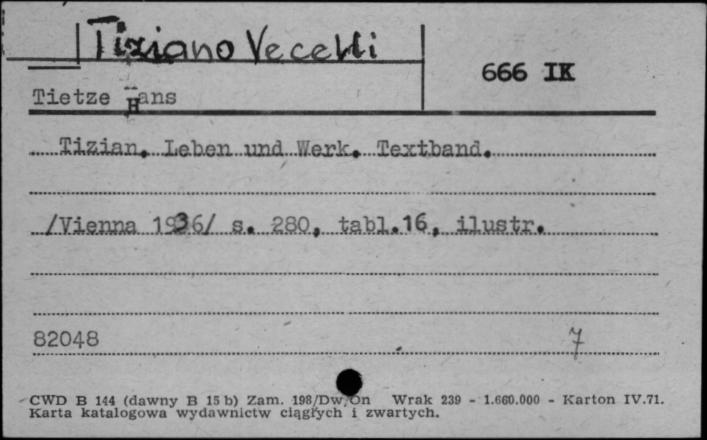 Tiziano Vecelli
666 IK
Tietze Hans
Tizian. Leben und Werk. Textband.
/Vienna 1936/ s. 280, tabl.16, ilustr.
82048 7
CWD B 144 (dawny B 15 b) Zam. 198/Dw/On Wrak 239 - 1.660.000 - Karton IV.71.
Karta katalogowa wydawnictw ciągłych i zwartych.